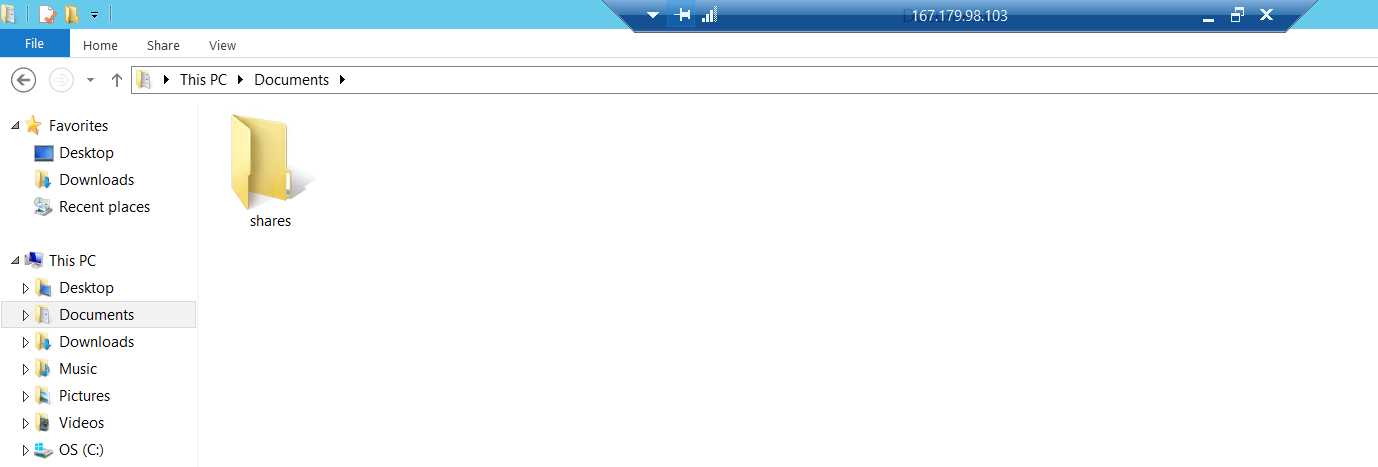 167.179.98.103
File Home Share View
This PC Documents
Favorites
Desktop
Downloads
Recent places
This PC
Desktop
Documents
Downloads
Music
Pictures
Videos
OS (C:)
shares